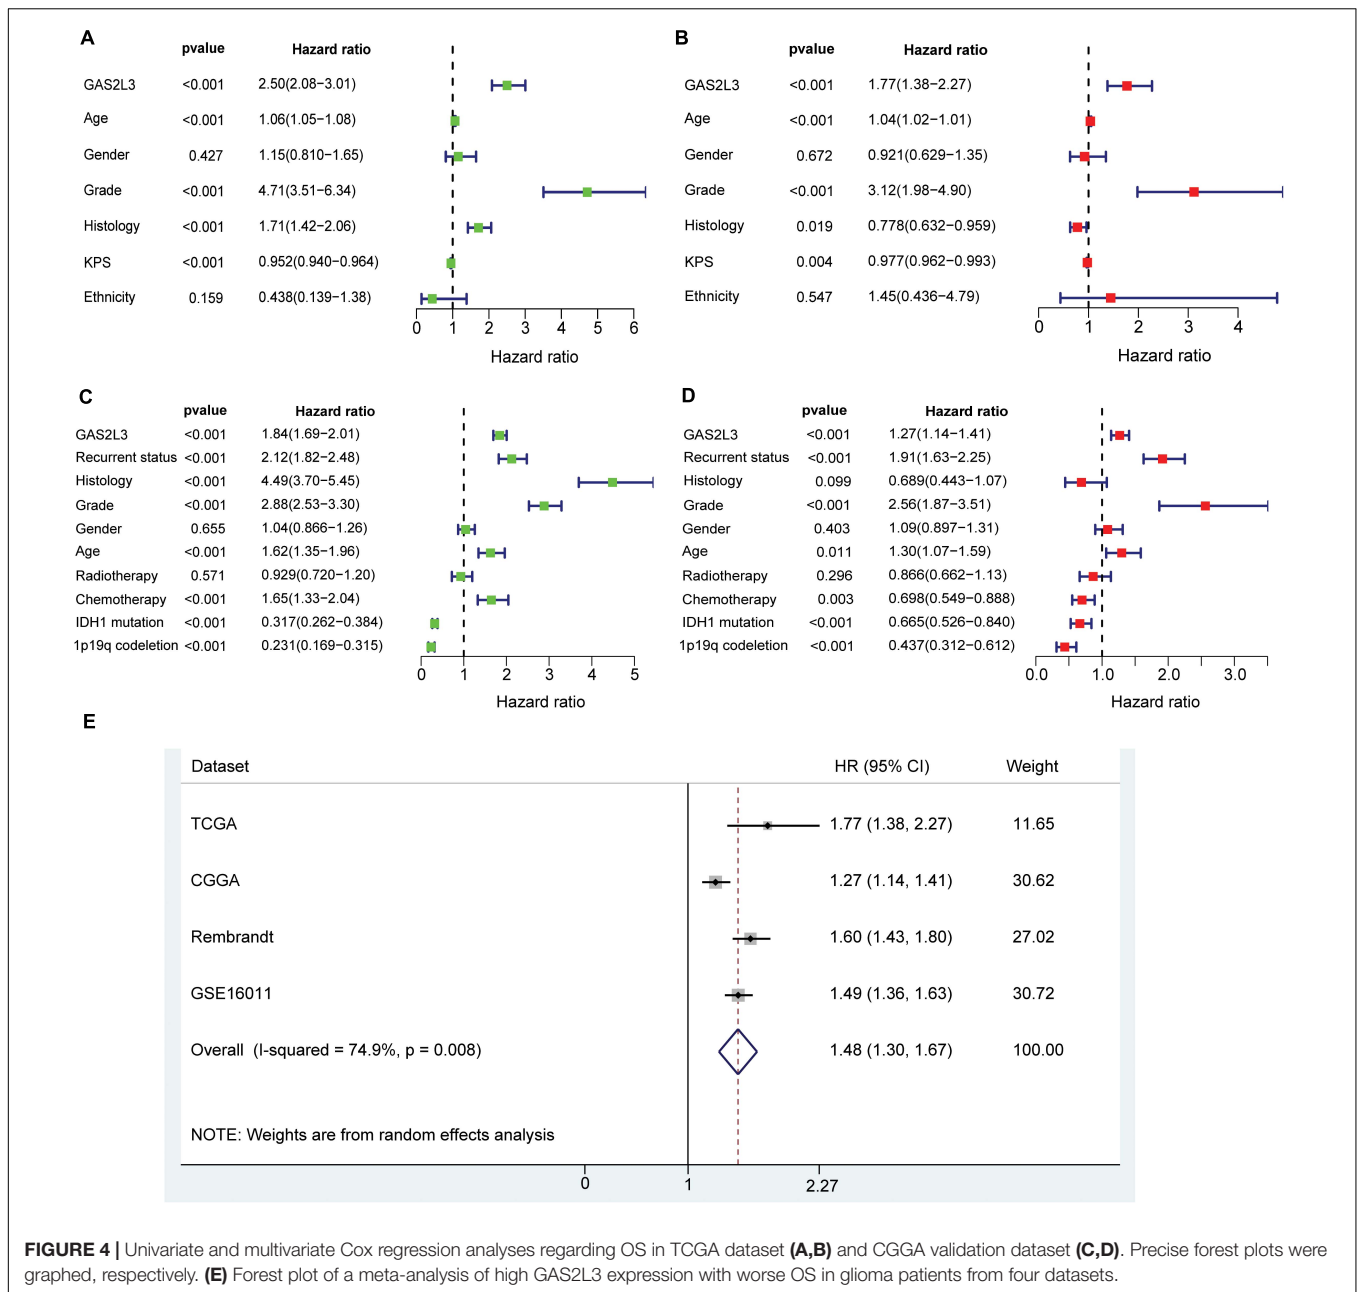 A
pvalue Hazard ratio
GAS2L3 <0.001 2.50(2.08−3.01)
Age <0.001 1.06(1.05−1.08)
Gender 0.427 1.15(0.810−1.65)
Grade <0.001 4.71(3.51−6.34)
Histology <0.001 1.71(1.42−2.06)
KPS <0.001 0.952(0.940−0.964)
Ethnicity 0.159 0.438(0.139−1.38)
0 1 2 3 4 5 6
Hazard ratio
B
pvalue Hazard ratio
GAS2L3 <0.001 1.77(1.38−2.27)
Age <0.001 1.04(1.02−1.01)
Gender 0.672 0.921(0.629−1.35)
Grade <0.001 3.12(1.98−4.90)
Histology 0.019 0.778(0.632−0.959)
KPS 0.004 0.977(0.962−0.993)
Ethnicity 0.547 1.45(0.436−4.79)
0 1 2 3 4
Hazard ratio
C
pvalue Hazard ratio
GAS2L3 <0.001 1.84(1.69−2.01)
Recurrent status <0.001 2.12(1.82−2.48)
Histology <0.001 4.49(3.70−5.45)
Grade <0.001 2.88(2.53−3.30)
Gender 0.655 1.04(0.866−1.26)
Age <0.001 1.62(1.35−1.96)
Radiotherapy 0.571 0.929(0.720−1.20)
Chemotherapy <0.001 1.65(1.33−2.04)
IDH1 mutation <0.001 0.317(0.262−0.384)
1p19q codeletion <0.001 0.231(0.169−0.315)
0 1 2 3 4 5
Hazard ratio
D
pvalue Hazard ratio
GAS2L3 <0.001 1.27(1.14−1.41)
Recurrent status <0.001 1.91(1.63−2.25)
Histology 0.099 0.689(0.443−1.07)
Grade <0.001 2.56(1.87−3.51)
Gender 0.403 1.09(0.897−1.31)
Age 0.011 1.30(1.07−1.59)
Radiotherapy 0.296 0.866(0.662−1.13)
Chemotherapy 0.003 0.698(0.549−0.888)
IDH1 mutation <0.001 0.665(0.526−0.840)
1p19q codeletion <0.001 0.437(0.312−0.612)
0.0 1.0 2.0 3.0
Hazard ratio
E
Dataset HR (95% CI) Weight
TCGA 1.77 (1.38, 2.27) 11.65
CGGA 1.27 (1.14, 1.41) 30.62
Rembrandt 1.60 (1.43, 1.80) 27.02
GSE16011 1.49 (1.36, 1.63) 30.72
Overall (I-squared = 74.9%, p = 0.008) 1.48 (1.30, 1.67) 100.00
NOTE: Weights are from random effects analysis
0 1 2.27
FIGURE 4 | Univariate and multivariate Cox regression analyses regarding OS in TCGA dataset (A,B) and CGGA validation dataset (C,D). Precise forest plots were
graphed, respectively. (E) Forest plot of a meta-analysis of high GAS2L3 expression with worse OS in glioma patients from four datasets.